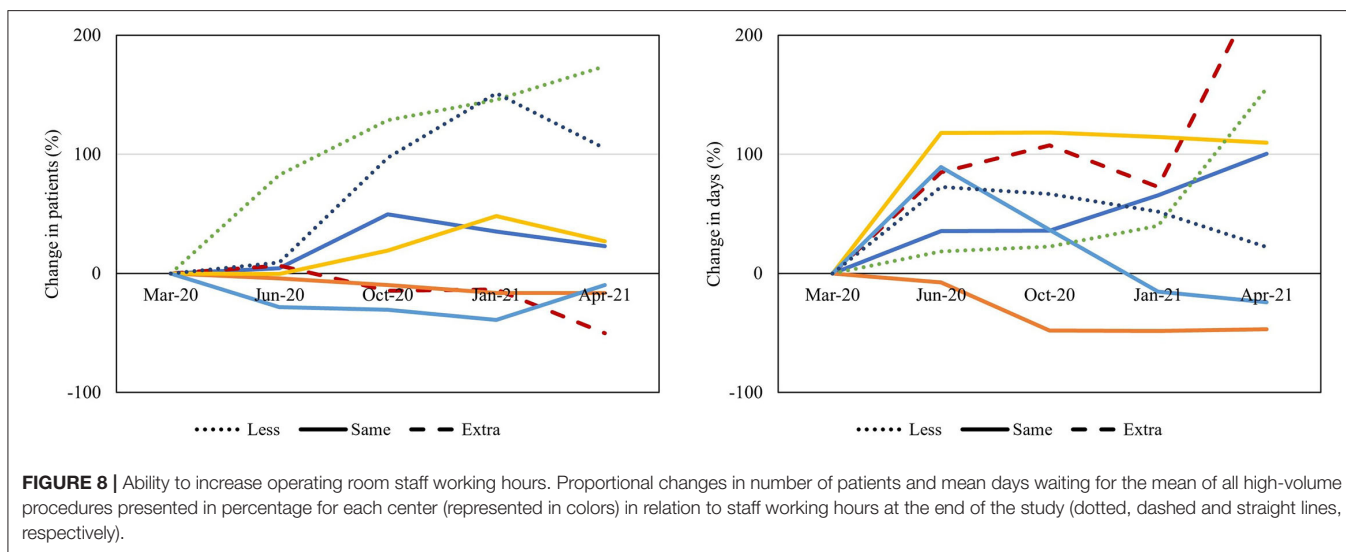 200
100
0
-100
Change in patients (%)
Mar-20 Jun-20 Oct-20 Jan-21 Apr-21
Less Same Extra
200
100
0
-100
Change in days (%)
Mar-20 Jun-20 Oct-20 Jan-21 Apr-21
Less Same Extra
FIGURE 8 | Ability to increase operating room staff working hours. Proportional changes in number of patients and mean days waiting for the mean of all high-volume
procedures presented in percentage for each center (represented in colors) in relation to staff working hours at the end of the study (dotted, dashed and straight lines,
respectively).